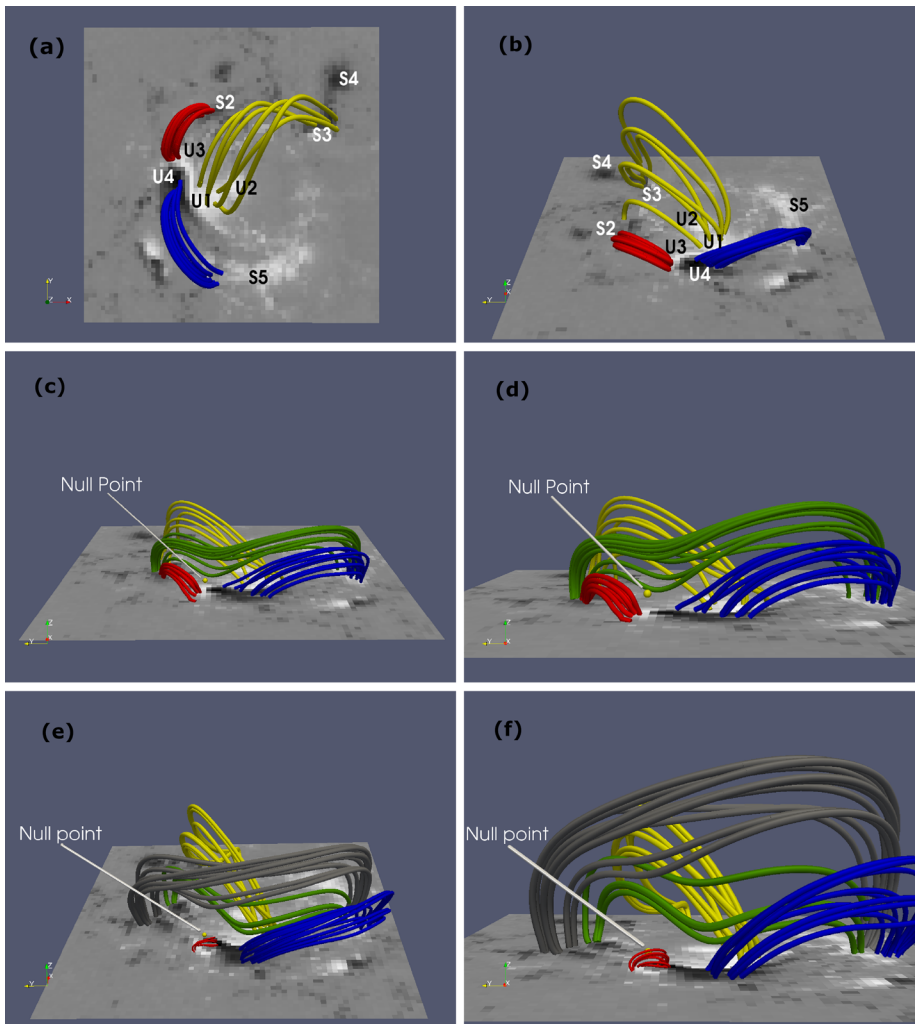 (a)
S4
S2
S3
U3
U4
U1
U2
S5
Y
Z
X
(b)
S4
S3
S5
S2
U2
U3
U1
U4
Z
X
Y
(c)
Null Point
Z
X
Y
(d)
Null Point
Z
X
Y
(e)
Null point
Z
X
Y
(f)
Null point
Z
X
Y